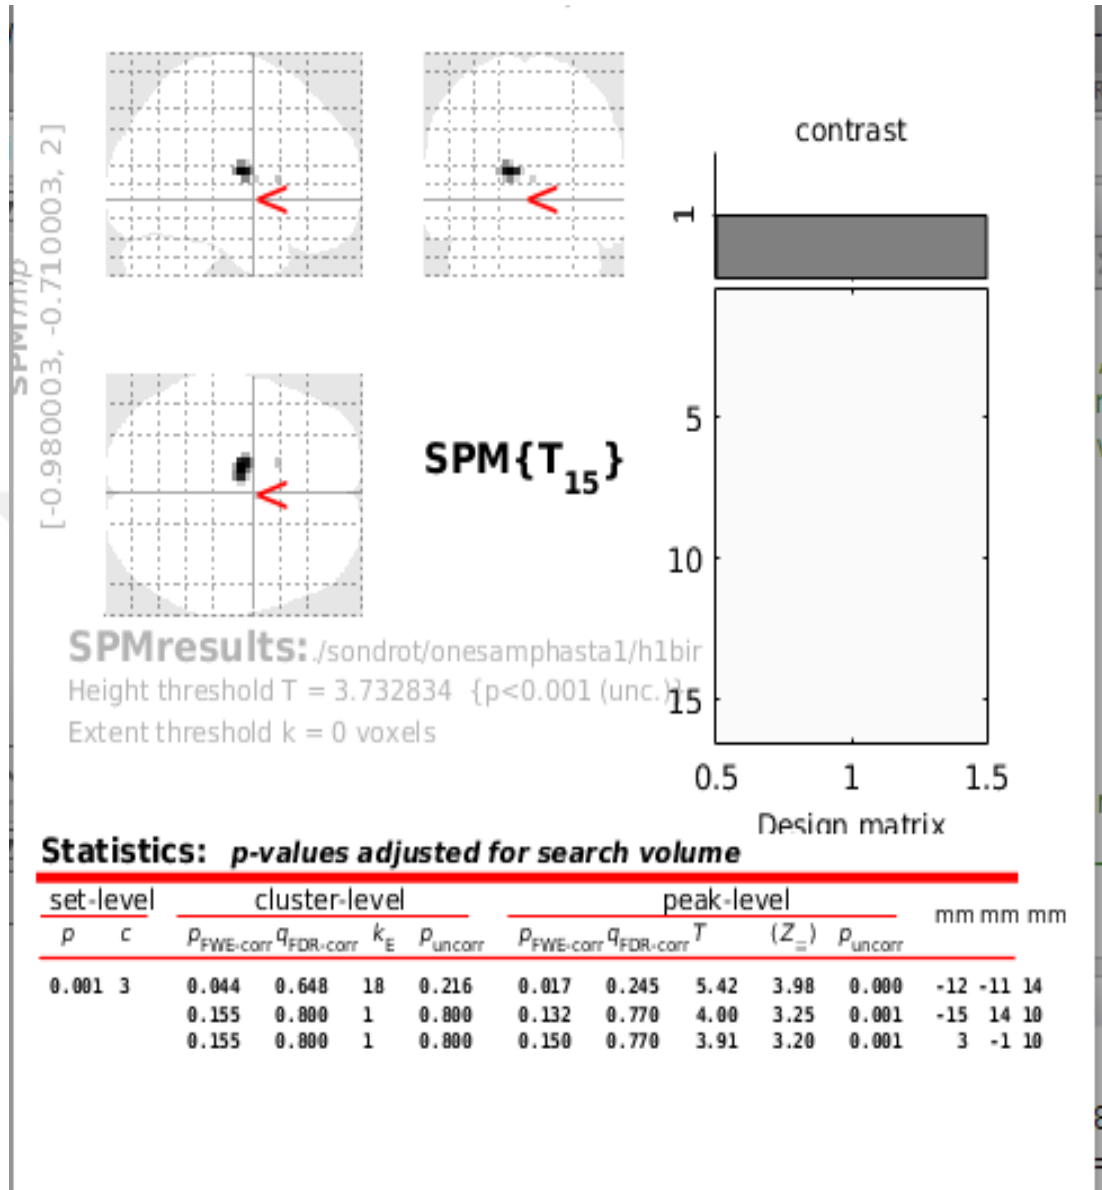 contrast
1
SPMmip
[-0.980003, -0.710003, 2]
SPM{T15}
5
10
15
0.5 1 1.5
Design matrix
SPMresults: ./sondrot/onesamphasta1/h1bir
Height threshold T = 3.732834 {p<0.001 (unc.)}
Extent threshold k = 0 voxels
Statistics: p-values adjusted for search volume
set-level cluster-level peak-level mm mm mm
p c pFWE-corr qFDR-corr kE puncorr pFWE-corr qFDR-corr T (Z≡) puncorr
0.001 3 0.044 0.648 18 0.216 0.017 0.245 5.42 3.98 0.000 -12 -11 14
0.155 0.800 1 0.800 0.132 0.770 4.00 3.25 0.001 -15 14 10
0.155 0.800 1 0.800 0.150 0.770 3.91 3.20 0.001 3 -1 10